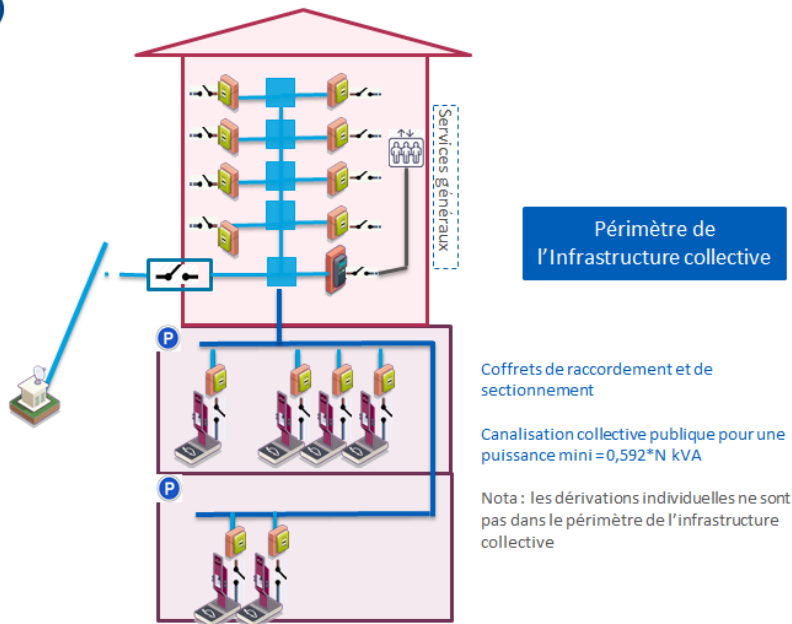 Services généraux
Périmètre de
l'Infrastructure collective
P
Coffrets de raccordement et de
sectionnement
Canalisation collective publique pour une
puissance mini = 0,592*N kVA
P
Nota : les dérivations individuelles ne sont
pas dans le périmètre de l'infrastructure
collective